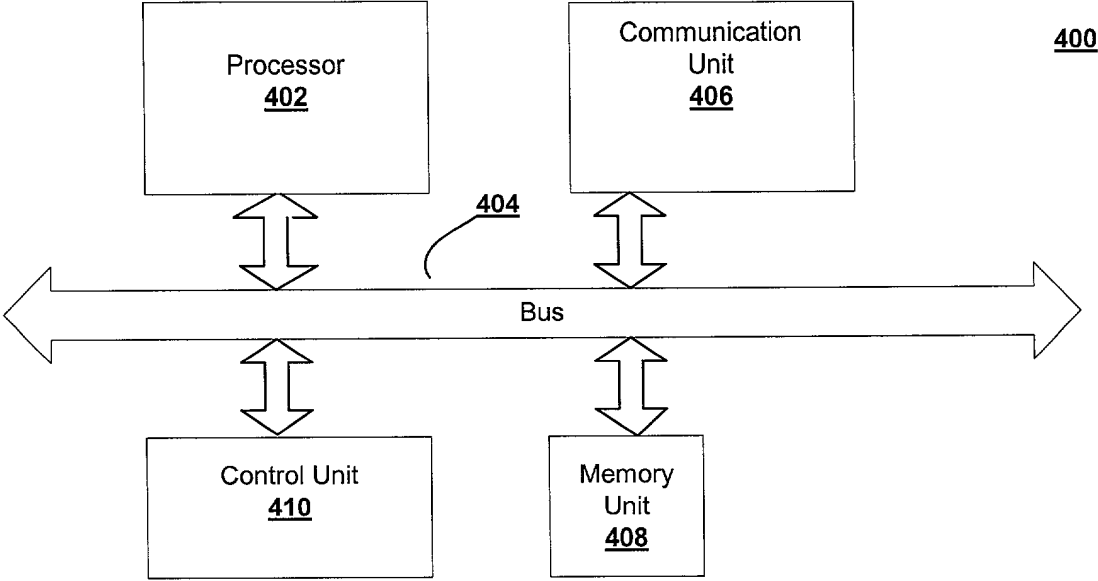 Processor
402
Communication
Unit
406
400
404
Bus
Control Unit
410
Memory
Unit
408